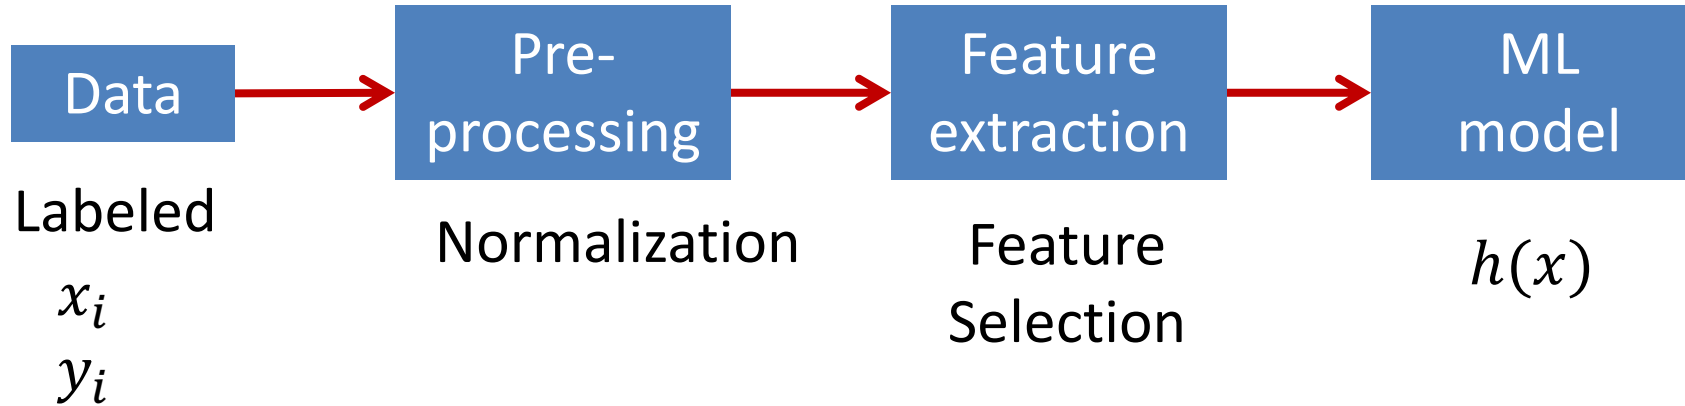 Data
Pre-
processing
Feature
extraction
ML
model
Labeled
Normalization
Feature
Selection
h(x)
x_i
y_i